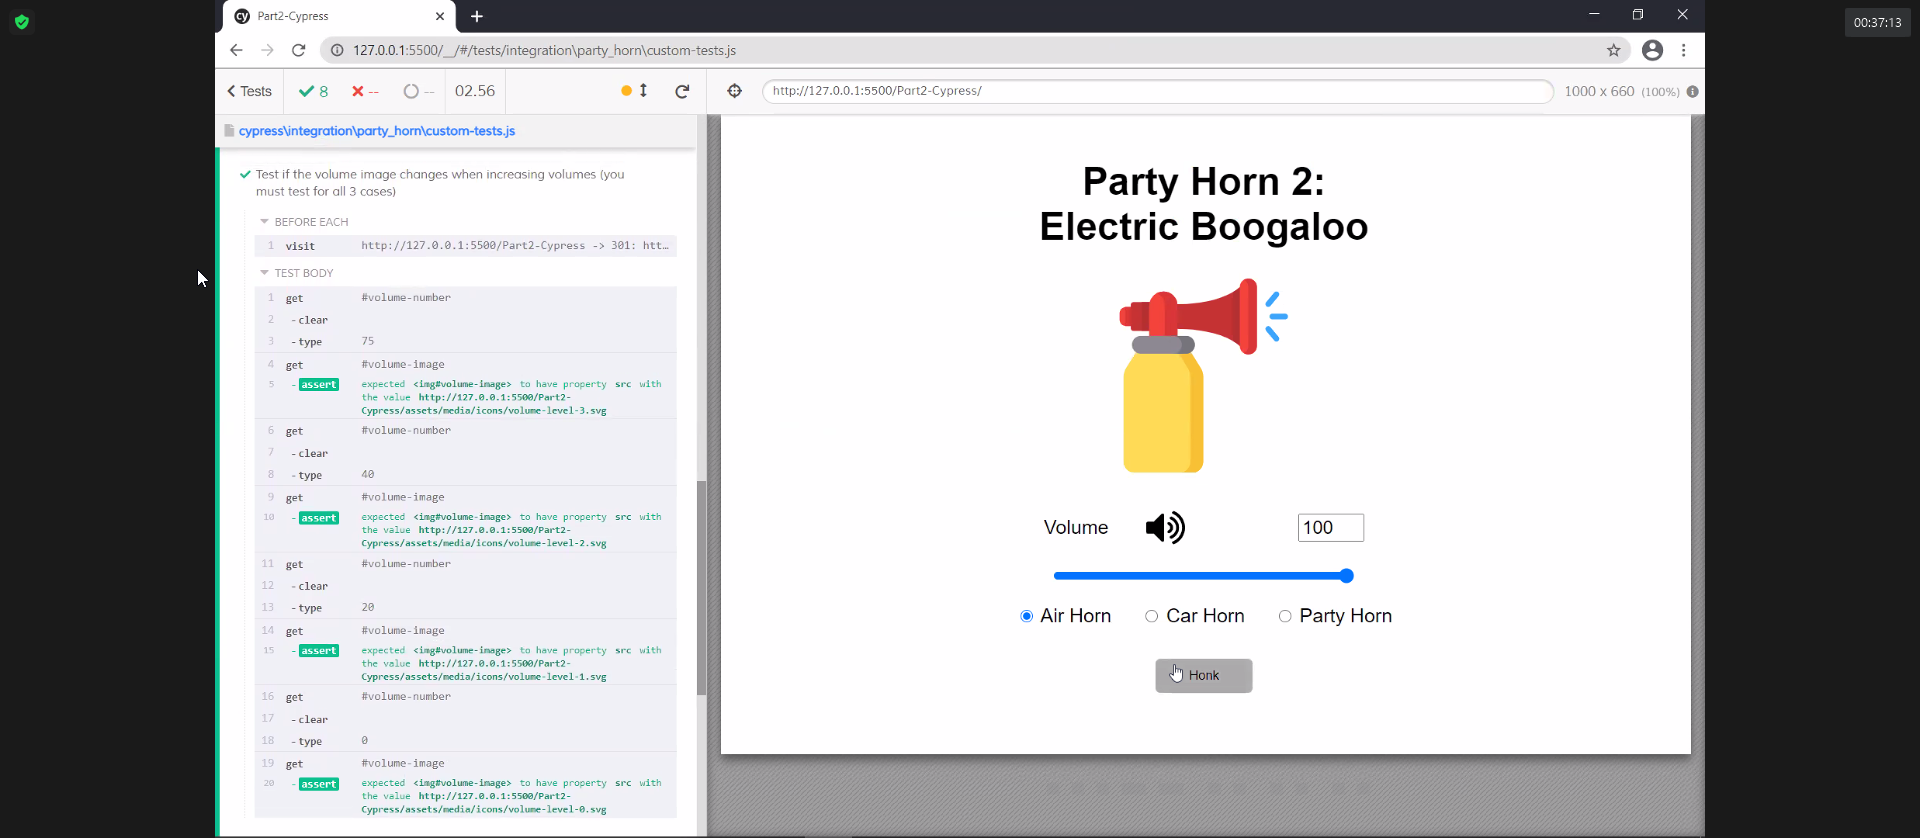 00:37:13
Part2-Cypress
127.0.0.1:5500/__/#/tests/integration\party_horn\custom-tests.js
Tests
8
--
--
02.56
http://127.0.0.1:5500/Part2-Cypress/
1000 x 660 (100%)
cypress\integration\party_horn\custom-tests.js
Test if the volume image changes when increasing volumes (you
must test for all 3 cases)
BEFORE EACH
1 visit http://127.0.0.1:5500/Part2-Cypress -> 301: htt…
TEST BODY
1 get #volume-number
2 -clear
3 -type 75
4 get #volume-image
5 -assert expected <img#volume-image> to have property src with
the value http://127.0.0.1:5500/Part2-
Cypress/assets/media/icons/volume-level-3.svg
6 get #volume-number
7 -clear
8 -type 40
9 get #volume-image
10 -assert expected <img#volume-image> to have property src with
the value http://127.0.0.1:5500/Part2-
Cypress/assets/media/icons/volume-level-2.svg
11 get #volume-number
12 -clear
13 -type 20
14 get #volume-image
15 -assert expected <img#volume-image> to have property src with
the value http://127.0.0.1:5500/Part2-
Cypress/assets/media/icons/volume-level-1.svg
16 get #volume-number
17 -clear
18 -type 0
19 get #volume-image
20 -assert expected <img#volume-image> to have property src with
the value http://127.0.0.1:5500/Part2-
Cypress/assets/media/icons/volume-level-0.svg
Party Horn 2:
Electric Boogaloo
Volume 100
Air Horn Car Horn Party Horn
Honk